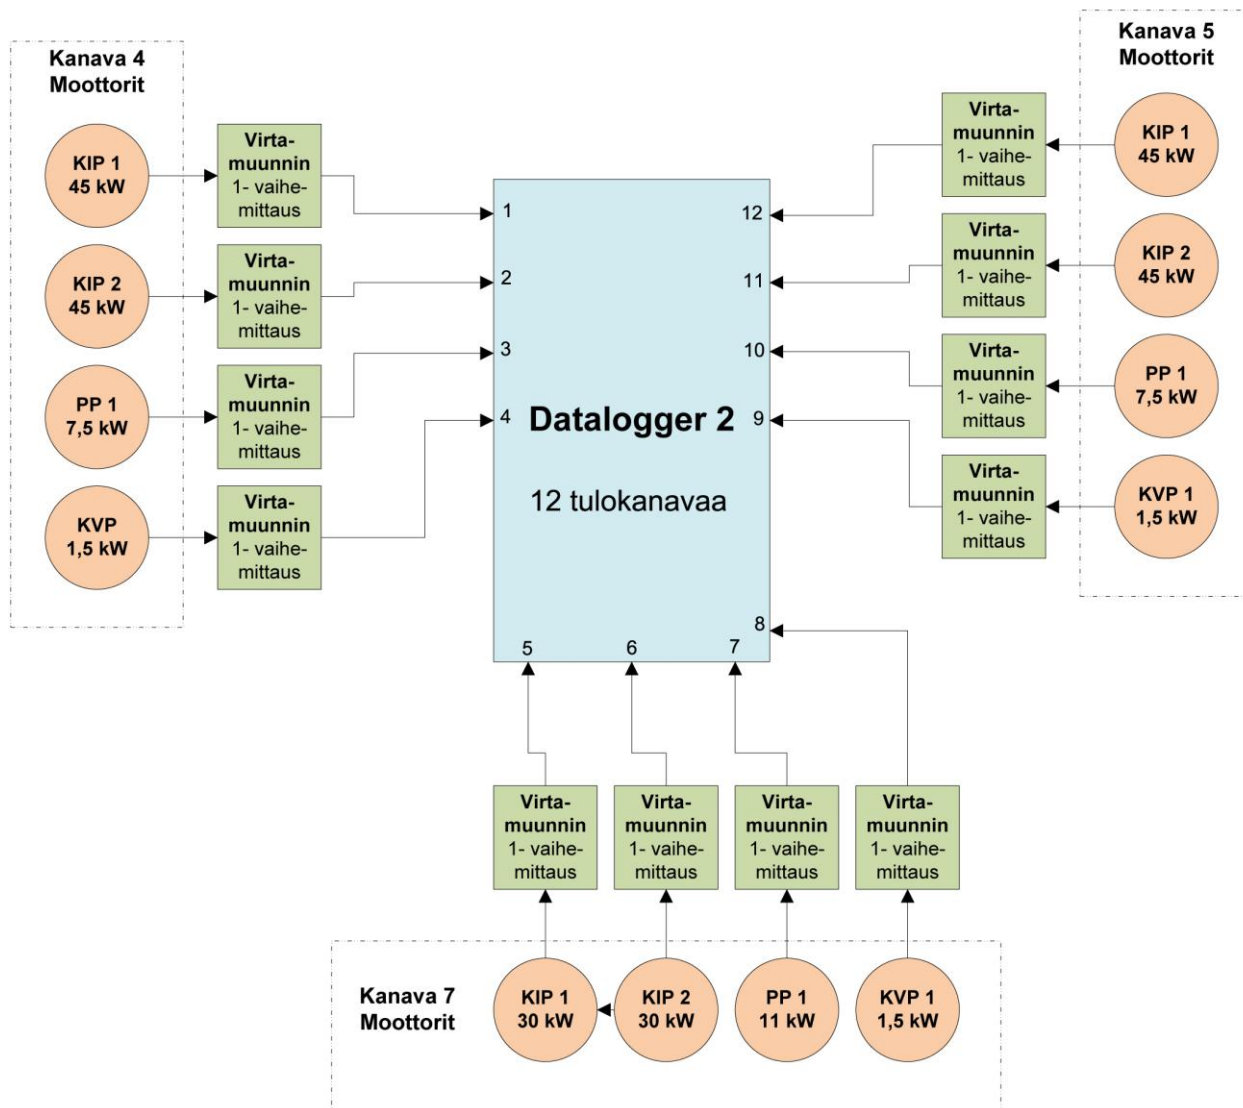 Kanava 4
Moottorit
KIP 1
45 kW
Virta-
muunnin
1- vaihe-
mittaus
KIP 2
45 kW
Virta-
muunnin
1- vaihe-
mittaus
PP 1
7,5 kW
Virta-
muunnin
1- vaihe-
mittaus
KVP
1,5 kW
Virta-
muunnin
1- vaihe-
mittaus
1
2
3
4
Datalogger 2
12 tulokanavaa
5
6
7
8
9
10
11
12
Kanava 5
Moottorit
Virta-
muunnin
1- vaihe-
mittaus
KIP 1
45 kW
Virta-
muunnin
1- vaihe-
mittaus
KIP 2
45 kW
Virta-
muunnin
1- vaihe-
mittaus
PP 1
7,5 kW
Virta-
muunnin
1- vaihe-
mittaus
KVP 1
1,5 kW
Virta-
muunnin
1- vaihe-
mittaus
Virta-
muunnin
1- vaihe-
mittaus
Virta-
muunnin
1- vaihe-
mittaus
Virta-
muunnin
1- vaihe-
mittaus
Kanava 7
Moottorit
KIP 1
30 kW
KIP 2
30 kW
PP 1
11 kW
KVP 1
1,5 kW